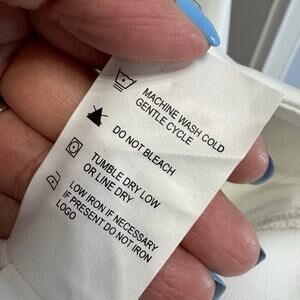 MACHINE WASH COLD
GENTLE CYCLE
DO NOT BLEACH
TUMBLE DRY LOW
OR LINE DRY
LOW IRON IF NECESSARY
IF PRESENT DO NOT IRON
LOGO